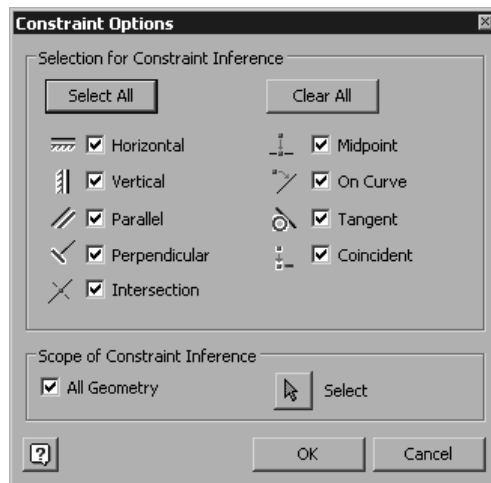 Constraint Options
Selection for Constraint Inference
Select All
Clear All
Horizontal
Midpoint
Vertical
On Curve
Parallel
Tangent
Perpendicular
Coincident
Intersection
Scope of Constraint Inference
All Geometry
Select
?
OK
Cancel